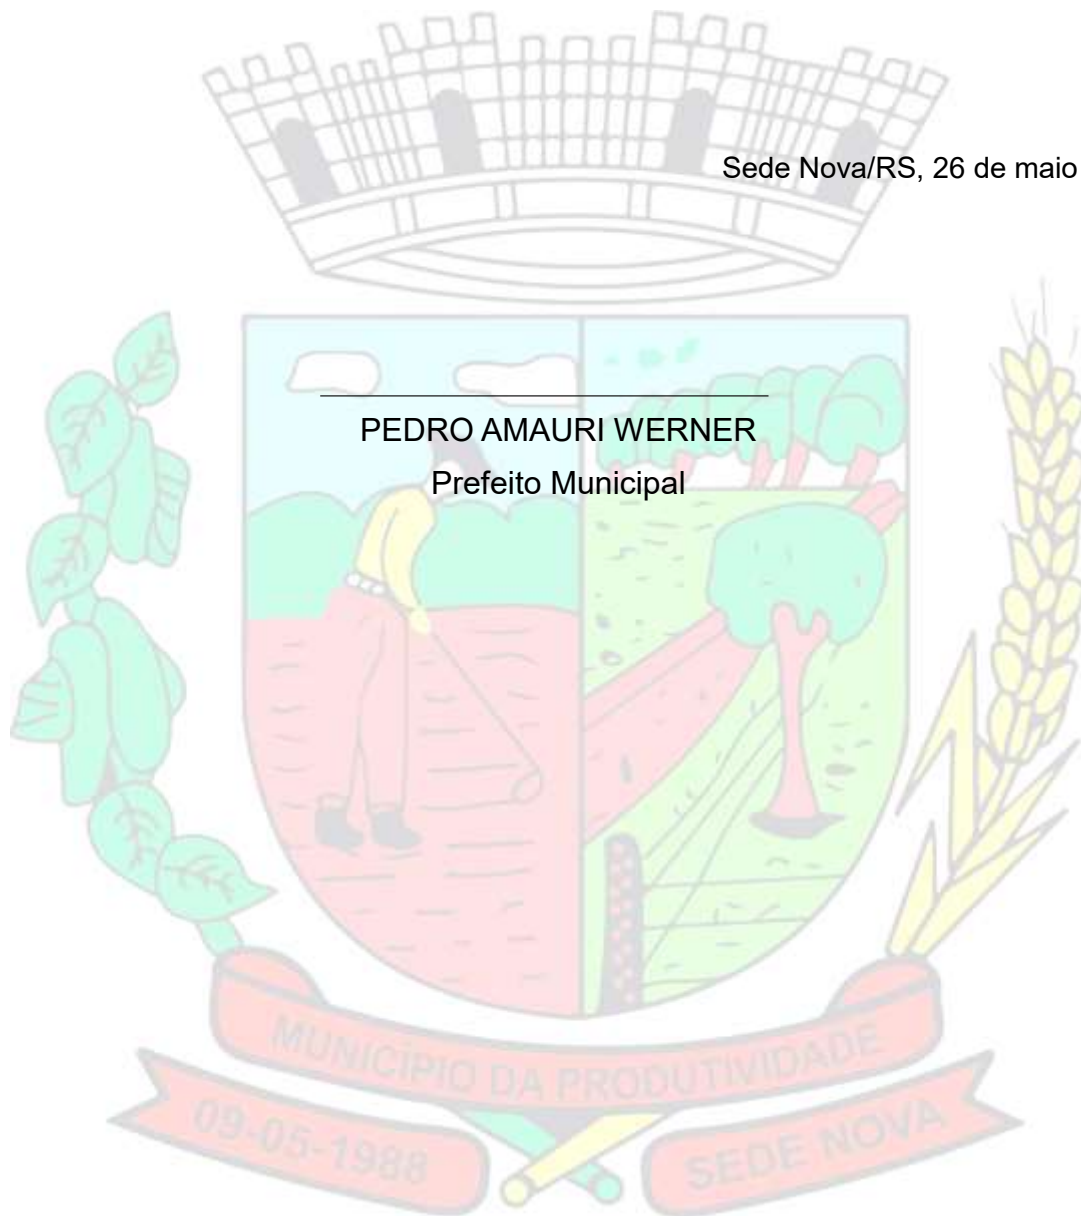 Sede Nova/RS, 26 de maio
PEDRO AMAURI WERNER
Prefeito Municipal
MUNICÍPIO DA PRODUTIVIDADE
09-05-1988
SEDE NOVA